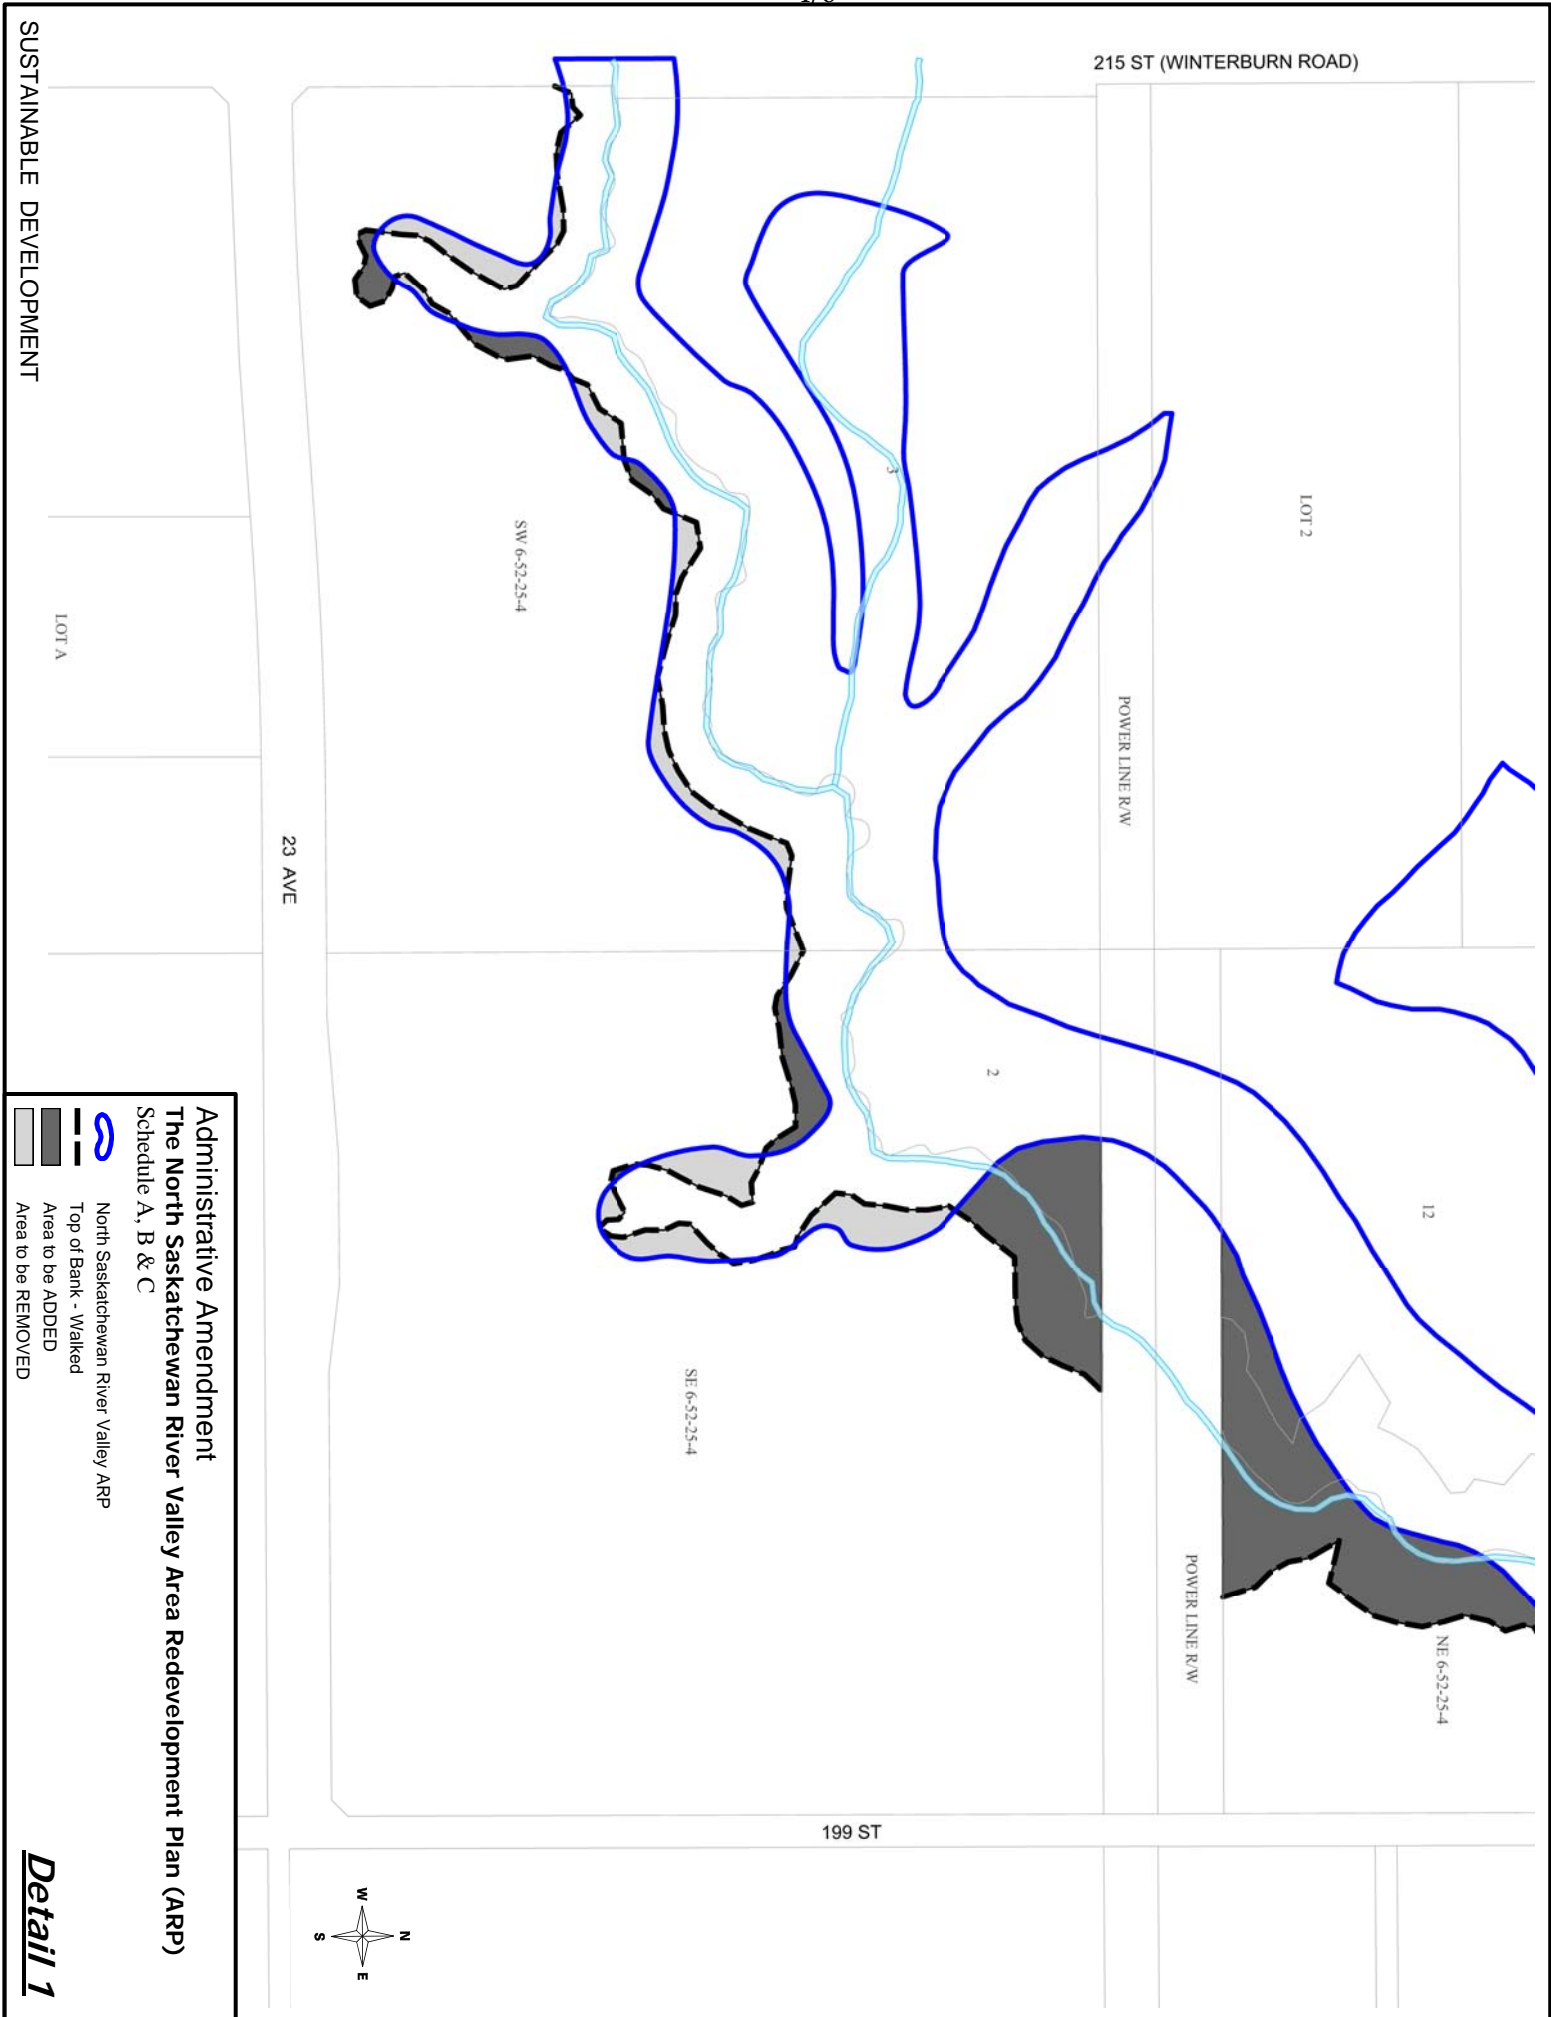 215 ST (WINTERBURN ROAD)
LOT 2
3
POWER LINE R/W
SW 6-52-25-4
LOT A
23 AVE
2
12
SE 6-52-25-4
POWER LINE R/W
NE 6-52-25-4
199 ST
N
W
E
S
SUSTAINABLE DEVELOPMENT
Administrative Amendment
The North Saskatchewan River Valley Area Redevelopment Plan (ARP)
Schedule A, B & C
North Saskatchewan River Valley ARP
Top of Bank - Walked
Area to be ADDED
Area to be REMOVED
Detail 1